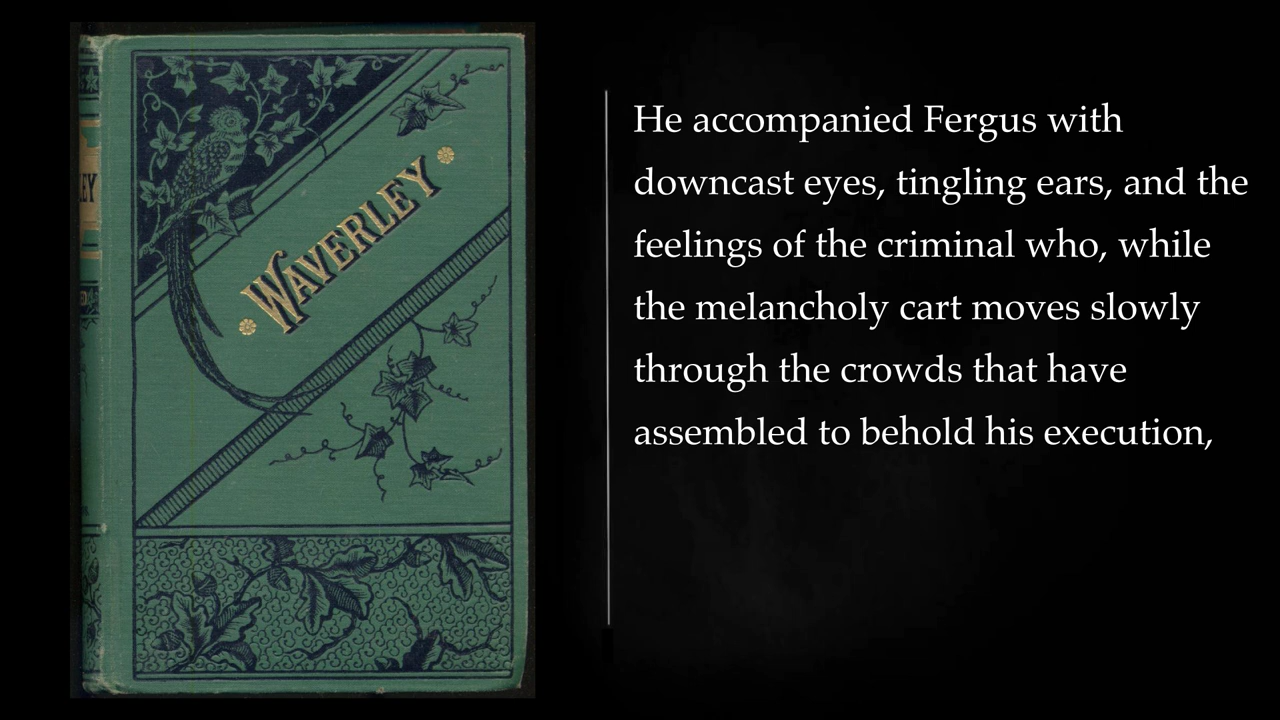 WAVERLEY
EY
He accompanied Fergus with
downcast eyes, tingling ears, and the
feelings of the criminal who, while
the melancholy cart moves slowly
through the crowds that have
assembled to behold his execution,